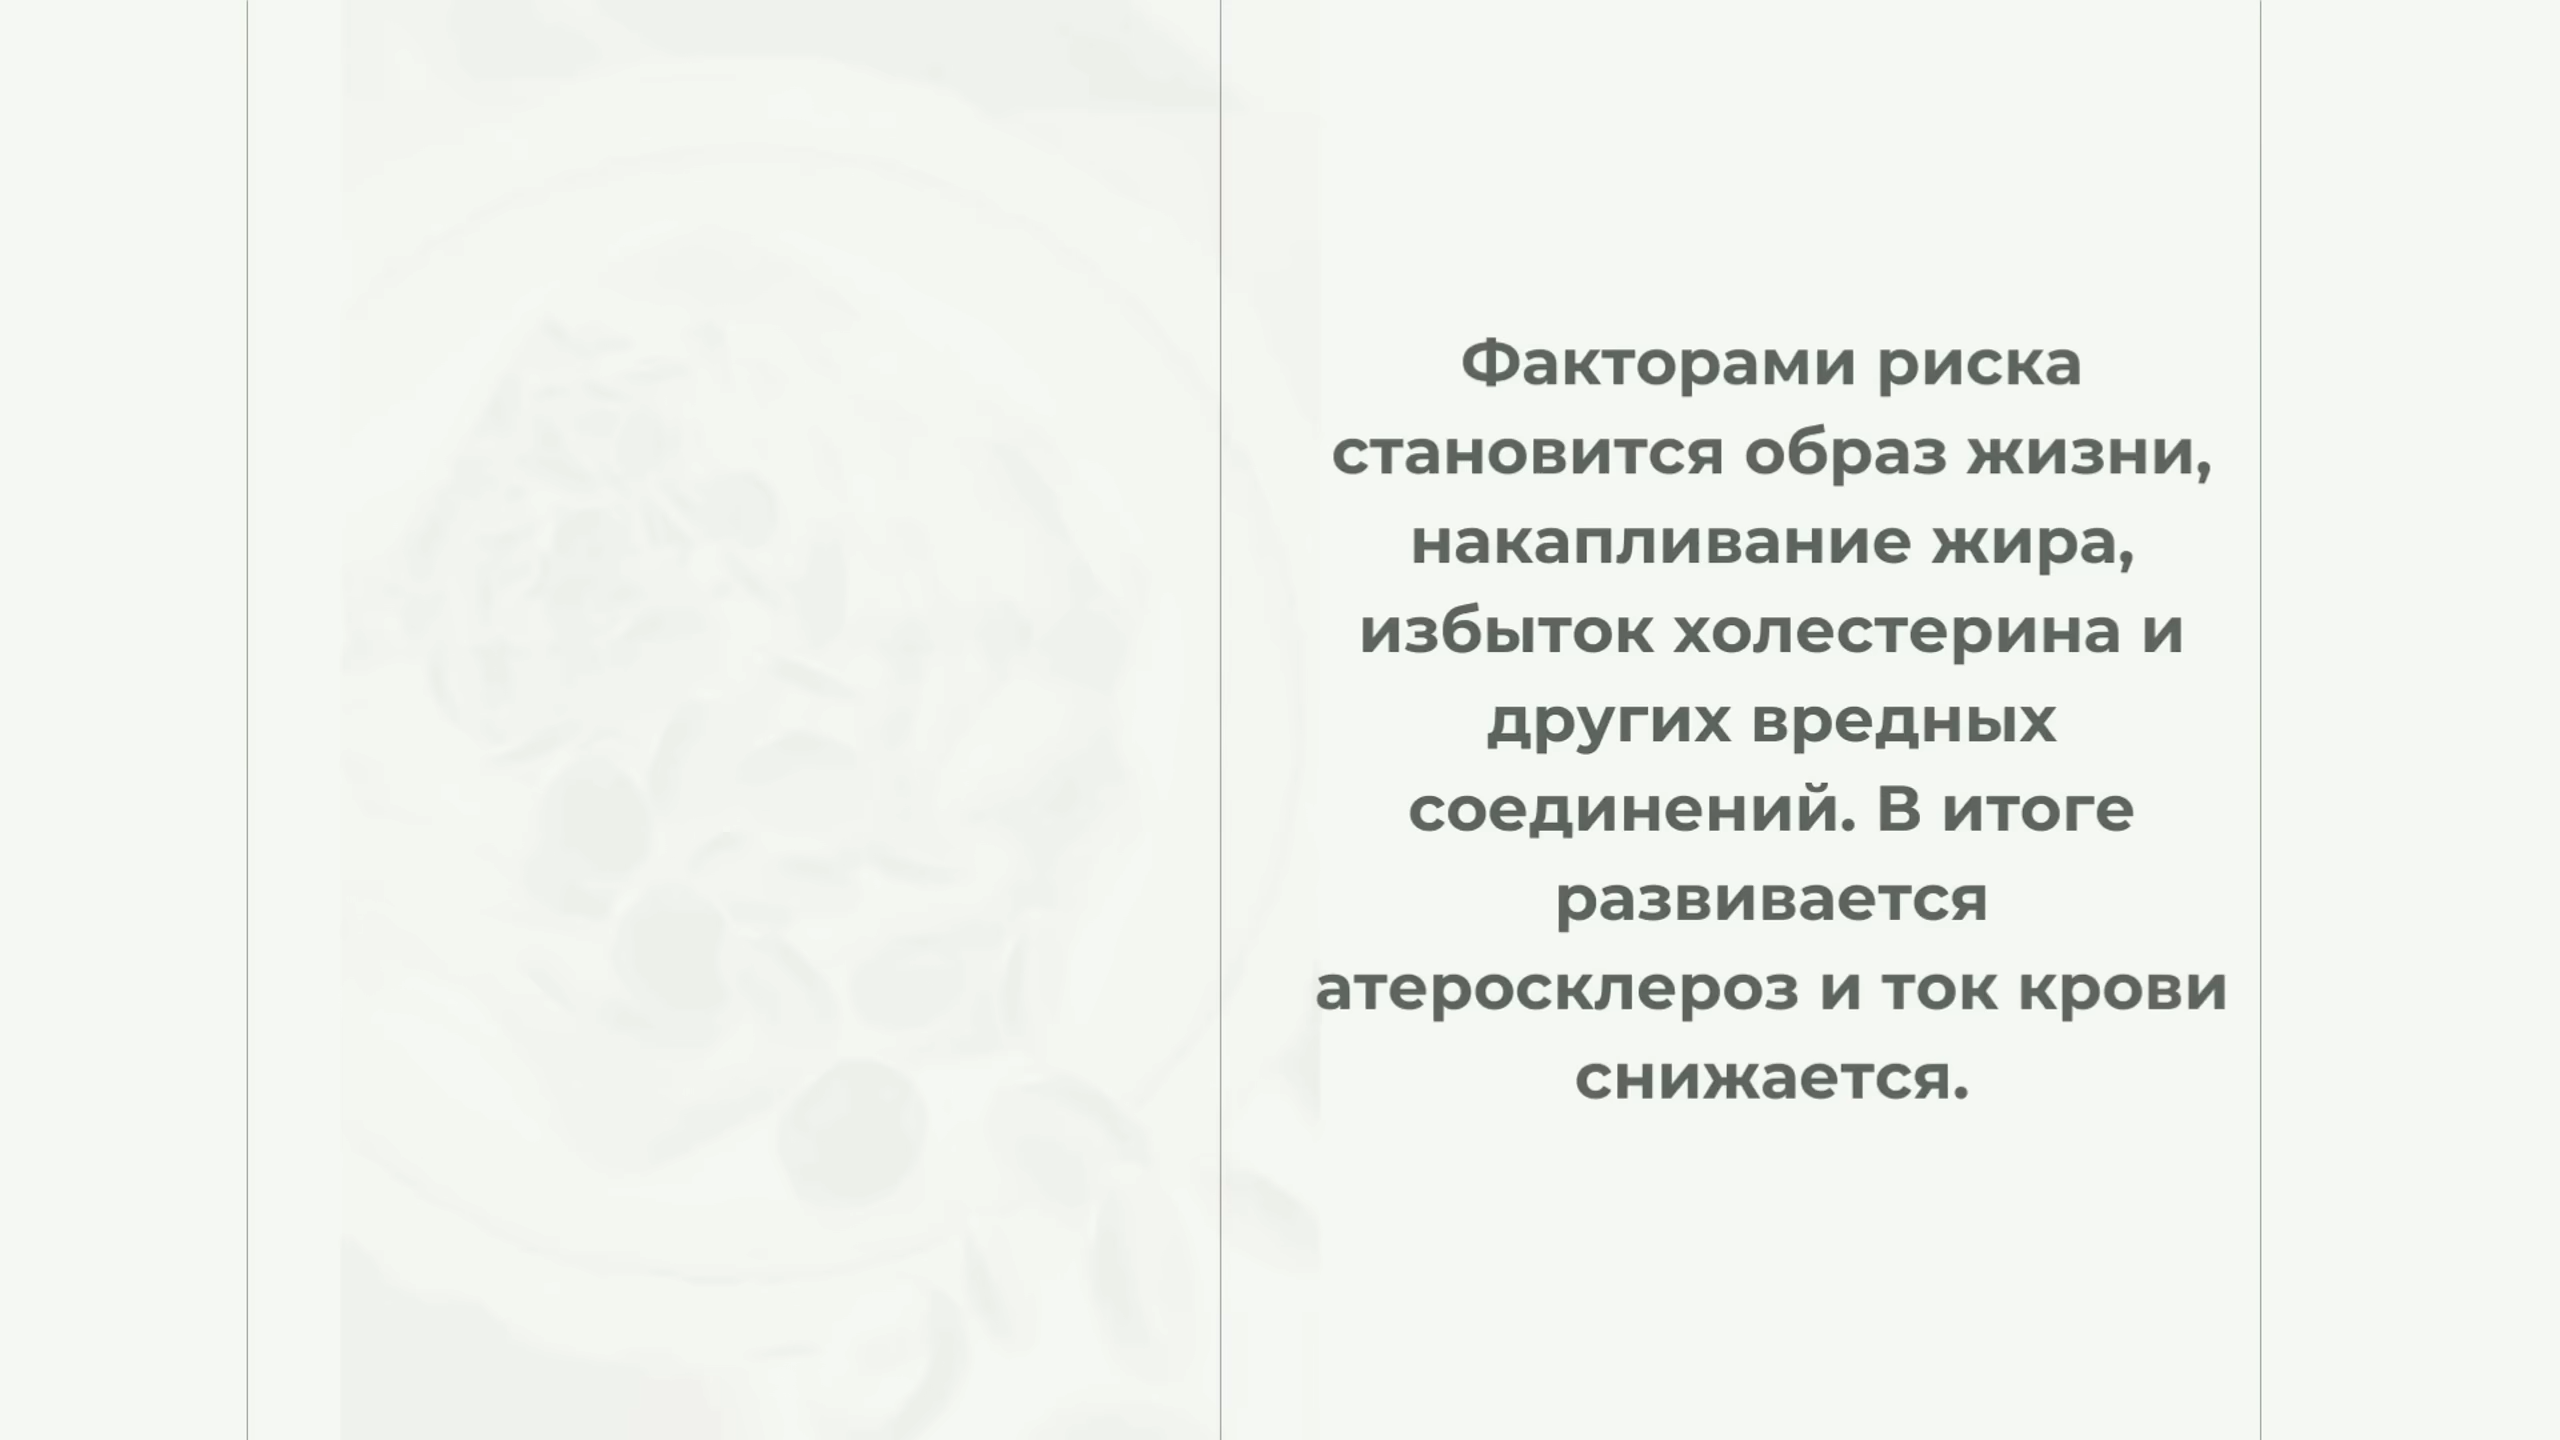 Факторами риска
становится образ жизни,
накапливание жира,
избыток холестерина и
других вредных
соединений. В итоге
развивается
атеросклероз и ток крови
снижается.